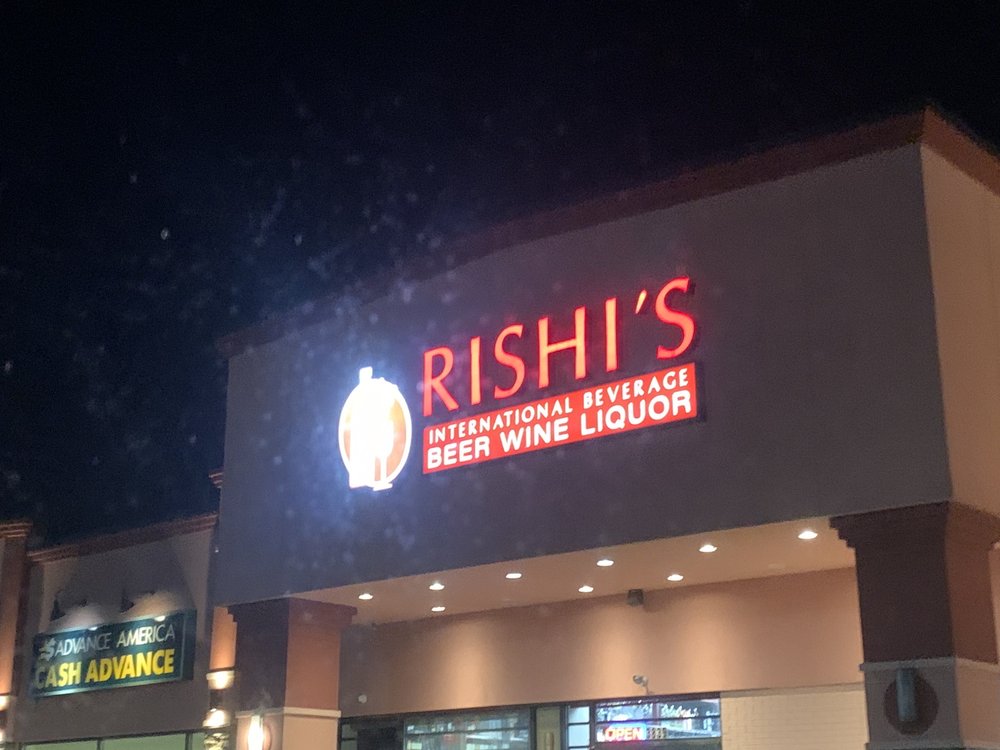 RISHI'S
INTERNATIONAL BEVERAGE
BEER WINE LIQUOR
ADVANCE AMERICA
CASH ADVANCE
OPEN